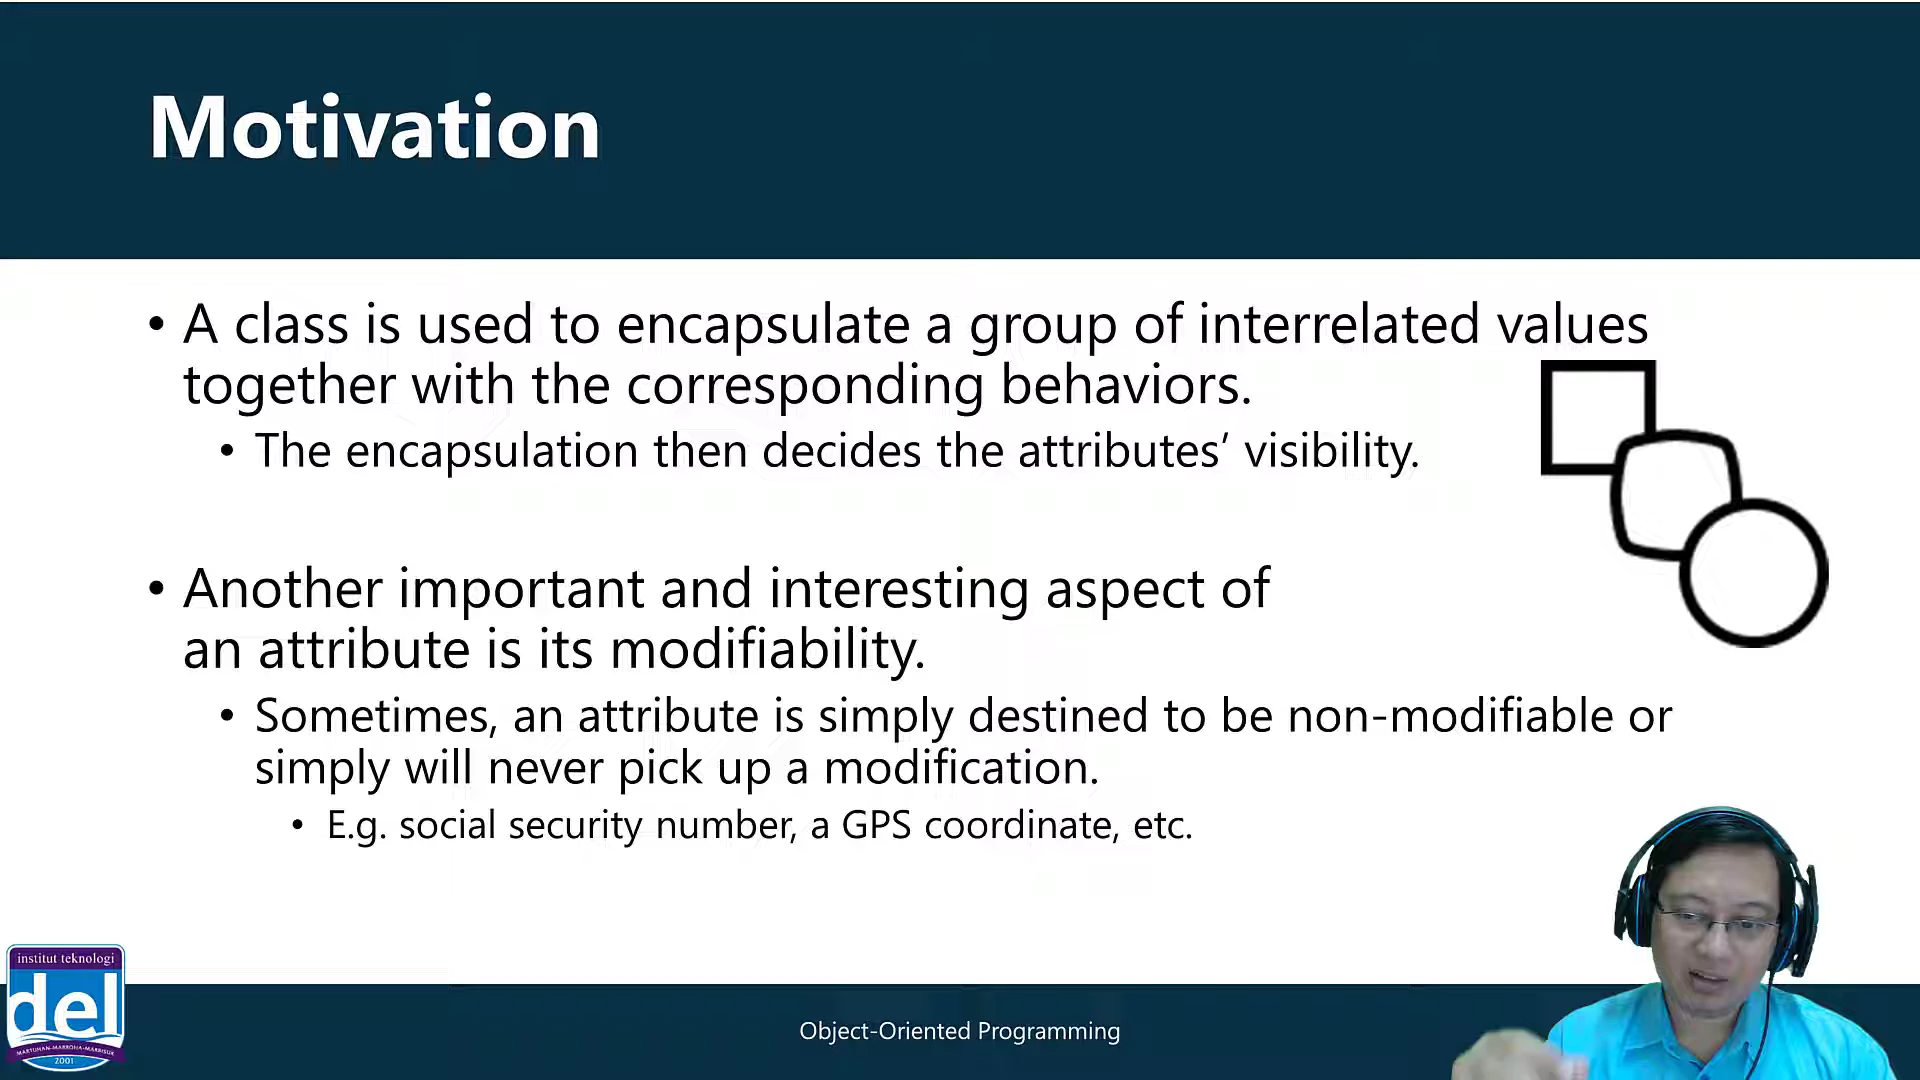 Motivation
• A class is used to encapsulate a group of interrelated values
together with the corresponding behaviors.
• The encapsulation then decides the attributes’ visibility.
• Another important and interesting aspect of
an attribute is its modifiability.
• Sometimes, an attribute is simply destined to be non-modifiable or
simply will never pick up a modification.
• E.g. social security number, a GPS coordinate, etc.
institut teknologi
del
MARTUHAN-MARROHA-MARBISUK
2001
Object-Oriented Programming